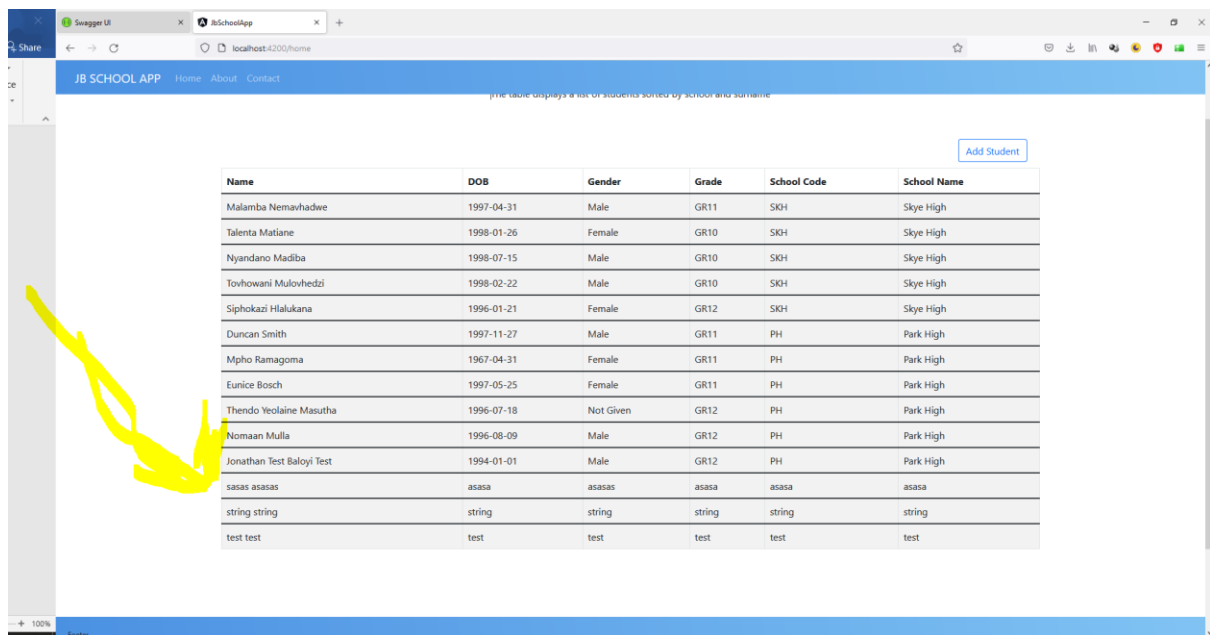 Swagger UI
JbSchoolApp
Share
localhost:4200/home
ce
JB SCHOOL APP Home About Contact
The table displays a list of students sorted by school and surname
Add Student
Name DOB Gender Grade School Code School Name
Malamba Nemavhadwe 1997-04-31 Male GR11 SKH Skye High
Talenta Matiane 1998-01-26 Female GR10 SKH Skye High
Nyandano Madiba 1998-07-15 Male GR10 SKH Skye High
Tovhowani Mulovhedzi 1998-02-22 Male GR10 SKH Skye High
Siphokazi Hlalukana 1996-01-21 Female GR12 SKH Skye High
Duncan Smith 1997-11-27 Male GR11 PH Park High
Mpho Ramagoma 1967-04-31 Female GR11 PH Park High
Eunice Bosch 1997-05-25 Female GR11 PH Park High
Thendo Yeolaine Masutha 1996-07-18 Not Given GR12 PH Park High
Nomaan Mulla 1996-08-09 Male GR12 PH Park High
Jonathan Test Baloyi Test 1994-01-01 Male GR12 PH Park High
sasas asasas asasa asasas asasa asasa asasa
string string string string string string string
test test test test test test test
100%
Footer